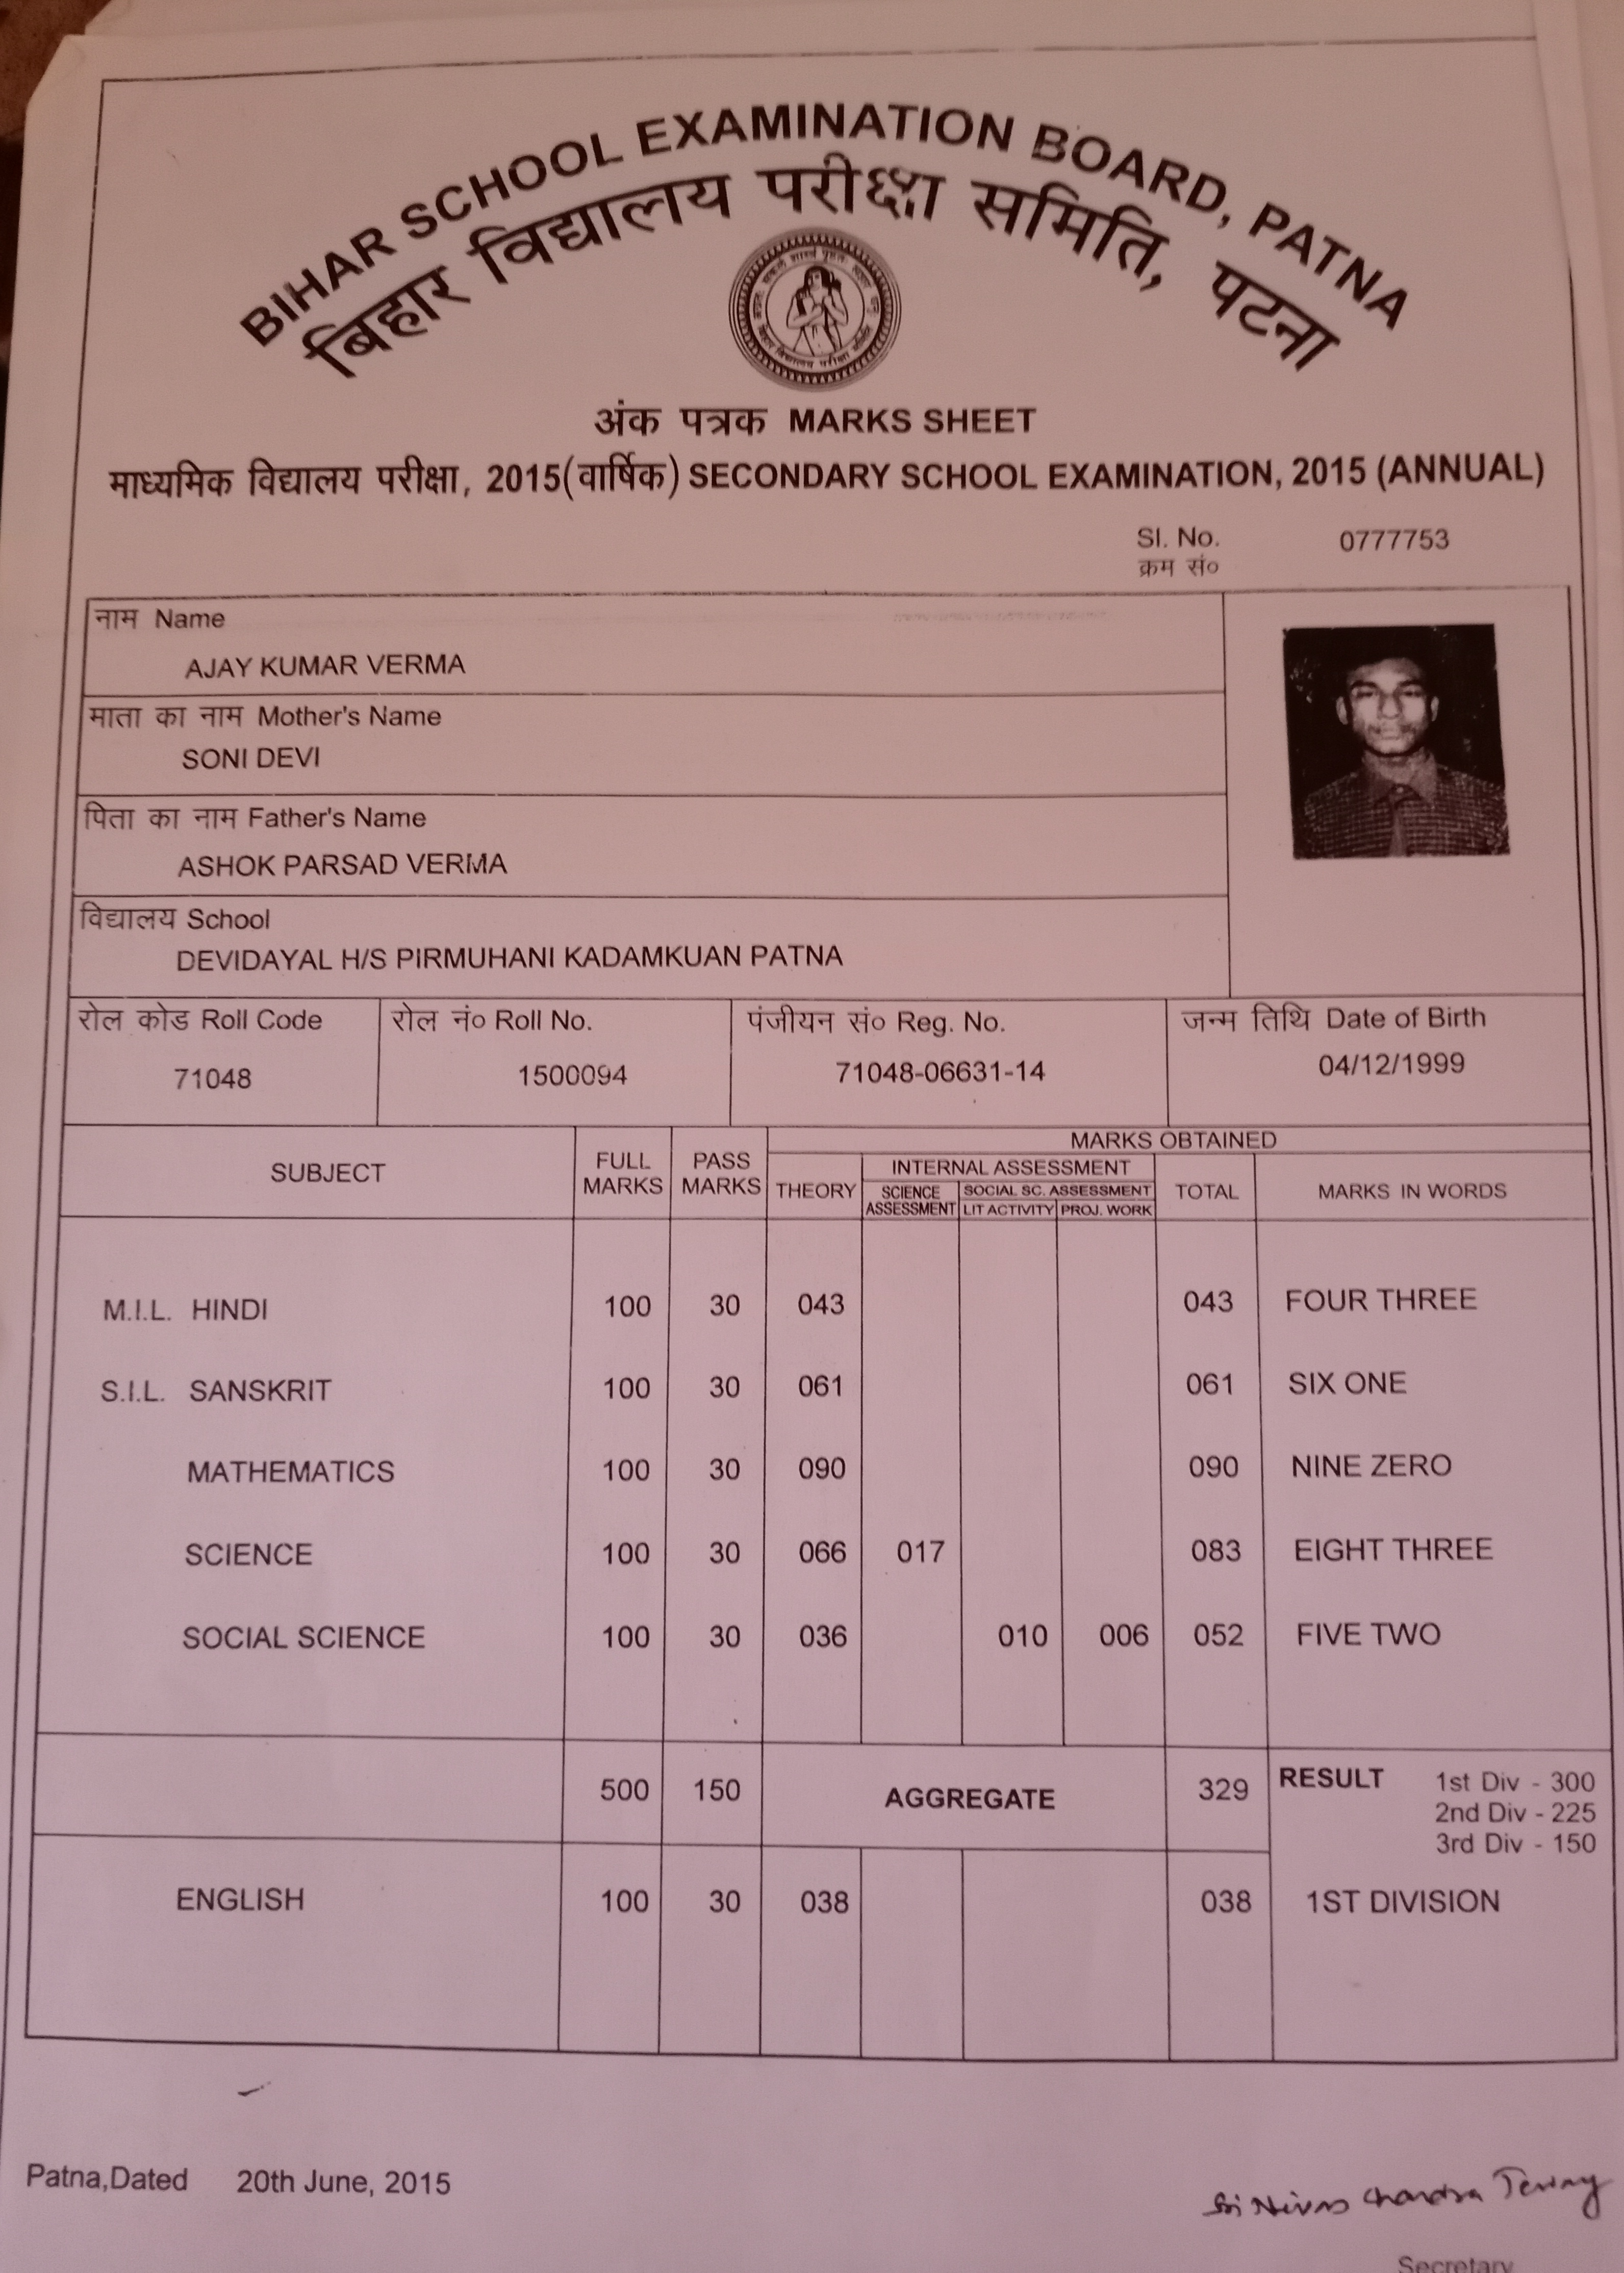 BIHAR SCHOOL EXAMINATION BOARD, PATNA
बिहार विद्यालय परीक्षा समिति, पटना
अंक पत्रक MARKS SHEET
माध्यमिक विद्यालय परीक्षा, 2015(वार्षिक) SECONDARY SCHOOL EXAMINATION, 2015 (ANNUAL)
Sl. No. 0777753
क्रम सं०
नाम Name
AJAY KUMAR VERMA
माता का नाम Mother's Name
SONI DEVI
पिता का नाम Father's Name
ASHOK PARSAD VERMA
विद्यालय School
DEVIDAYAL H/S PIRMUHANI KADAMKUAN PATNA
रोल कोड Roll Code रोल नं० Roll No. पंजीयन सं० Reg. No. जन्म तिथि Date of Birth
71048 1500094 71048-06631-14 04/12/1999
MARKS OBTAINED
SUBJECT FULL MARKS PASS MARKS THEORY INTERNAL ASSESSMENT TOTAL MARKS IN WORDS
SCIENCE ASSESSMENT SOCIAL SC. ASSESSMENT
LIT ACTIVITY PROJ. WORK
M.I.L. HINDI 100 30 043 043 FOUR THREE
S.I.L. SANSKRIT 100 30 061 061 SIX ONE
MATHEMATICS 100 30 090 090 NINE ZERO
SCIENCE 100 30 066 017 083 EIGHT THREE
SOCIAL SCIENCE 100 30 036 010 006 052 FIVE TWO
500 150 AGGREGATE 329 RESULT 1st Div - 300
2nd Div - 225
3rd Div - 150
ENGLISH 100 30 038 038 1ST DIVISION
Patna,Dated 20th June, 2015
Secretary